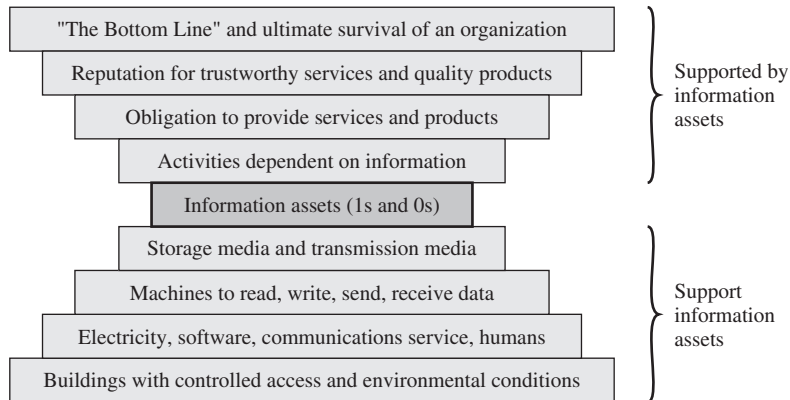 "The Bottom Line" and ultimate survival of an organization
Reputation for trustworthy services and quality products
Obligation to provide services and products
Activities dependent on information
Supported by
information
assets
Information assets (1s and 0s)
Storage media and transmission media
Machines to read, write, send, receive data
Electricity, software, communications service, humans
Buildings with controlled access and environmental conditions
Support
information
assets